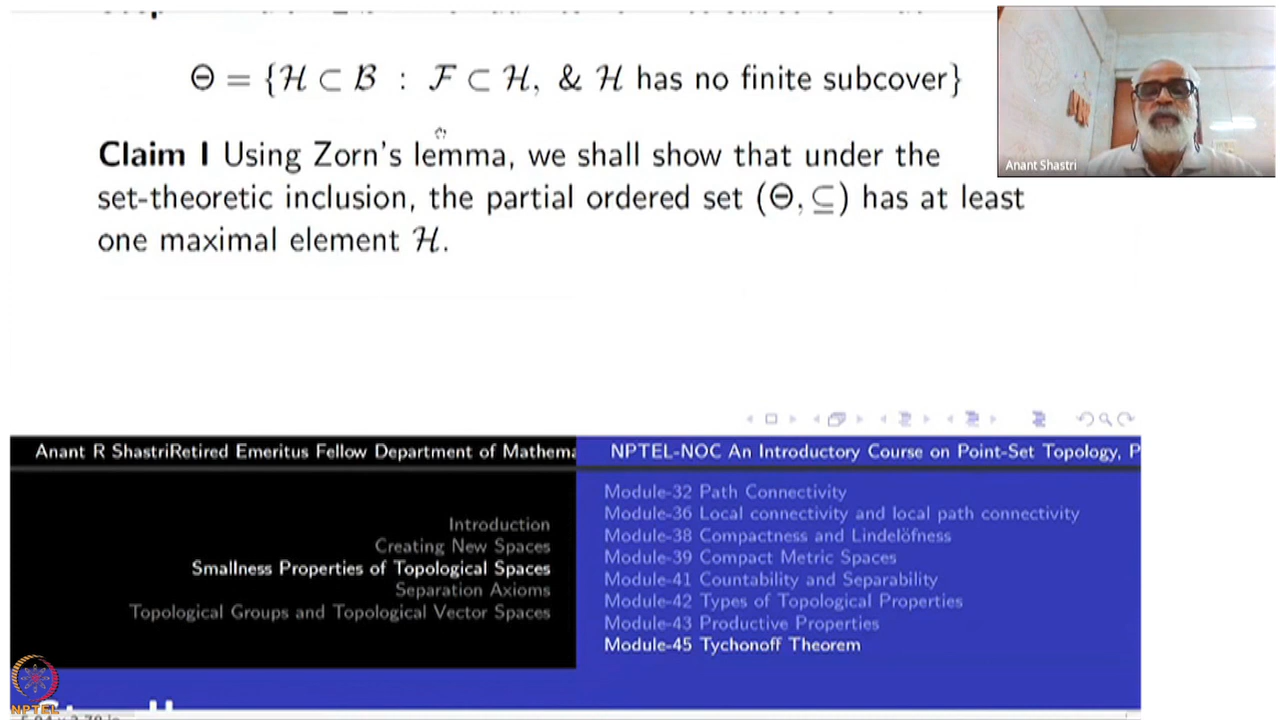 Θ = {ℋ ⊂ ℬ : ℱ ⊂ ℋ, & ℋ has no finite subcover}
Claim I Using Zorn's lemma, we shall show that under the
set-theoretic inclusion, the partial ordered set (Θ, ⊆) has at least
one maximal element ℋ.
Anant Shastri
Anant R ShastriRetired Emeritus Fellow Department of Mathema
NPTEL-NOC An Introductory Course on Point-Set Topology, P
Introduction
Creating New Spaces
Smallness Properties of Topological Spaces
Separation Axioms
Topological Groups and Topological Vector Spaces
Module-32 Path Connectivity
Module-36 Local connectivity and local path connectivity
Module-38 Compactness and Lindelöfness
Module-39 Compact Metric Spaces
Module-41 Countability and Separability
Module-42 Types of Topological Properties
Module-43 Productive Properties
Module-45 Tychonoff Theorem
NPTEL